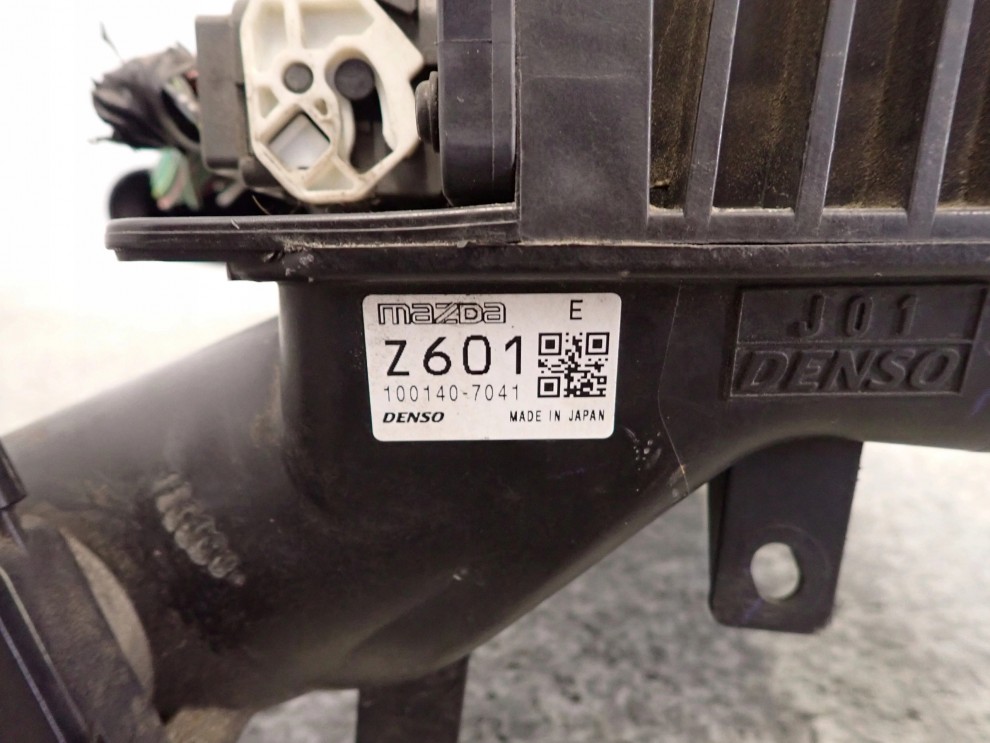 mazda E
Z601
100140-7041
DENSO MADE IN JAPAN
J01
DENSO